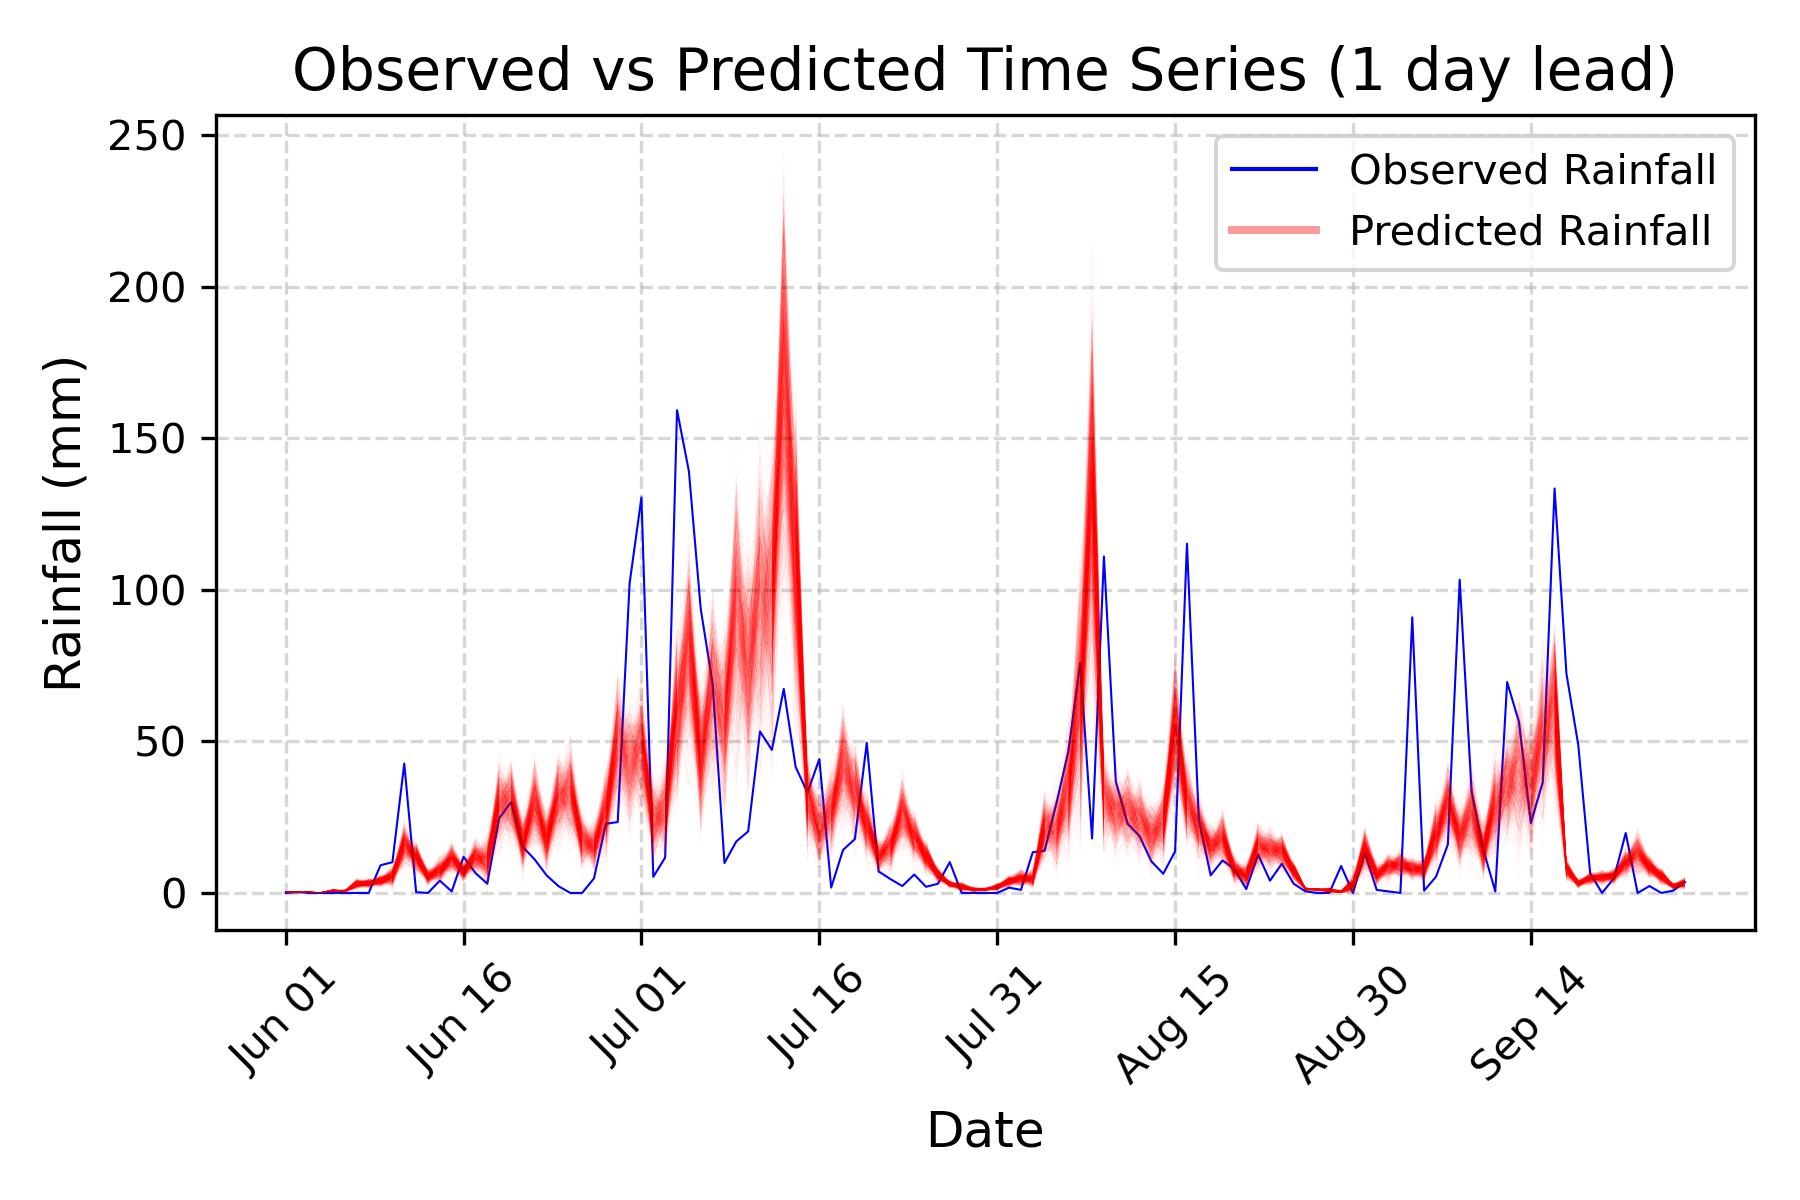 Observed vs Predicted Time Series (1 day lead)
Observed Rainfall
Predicted Rainfall
Rainfall (mm)
250
200
150
100
50
0
Jun 01
Jun 16
Jul 01
Jul 16
Jul 31
Aug 15
Aug 30
Sep 14
Date